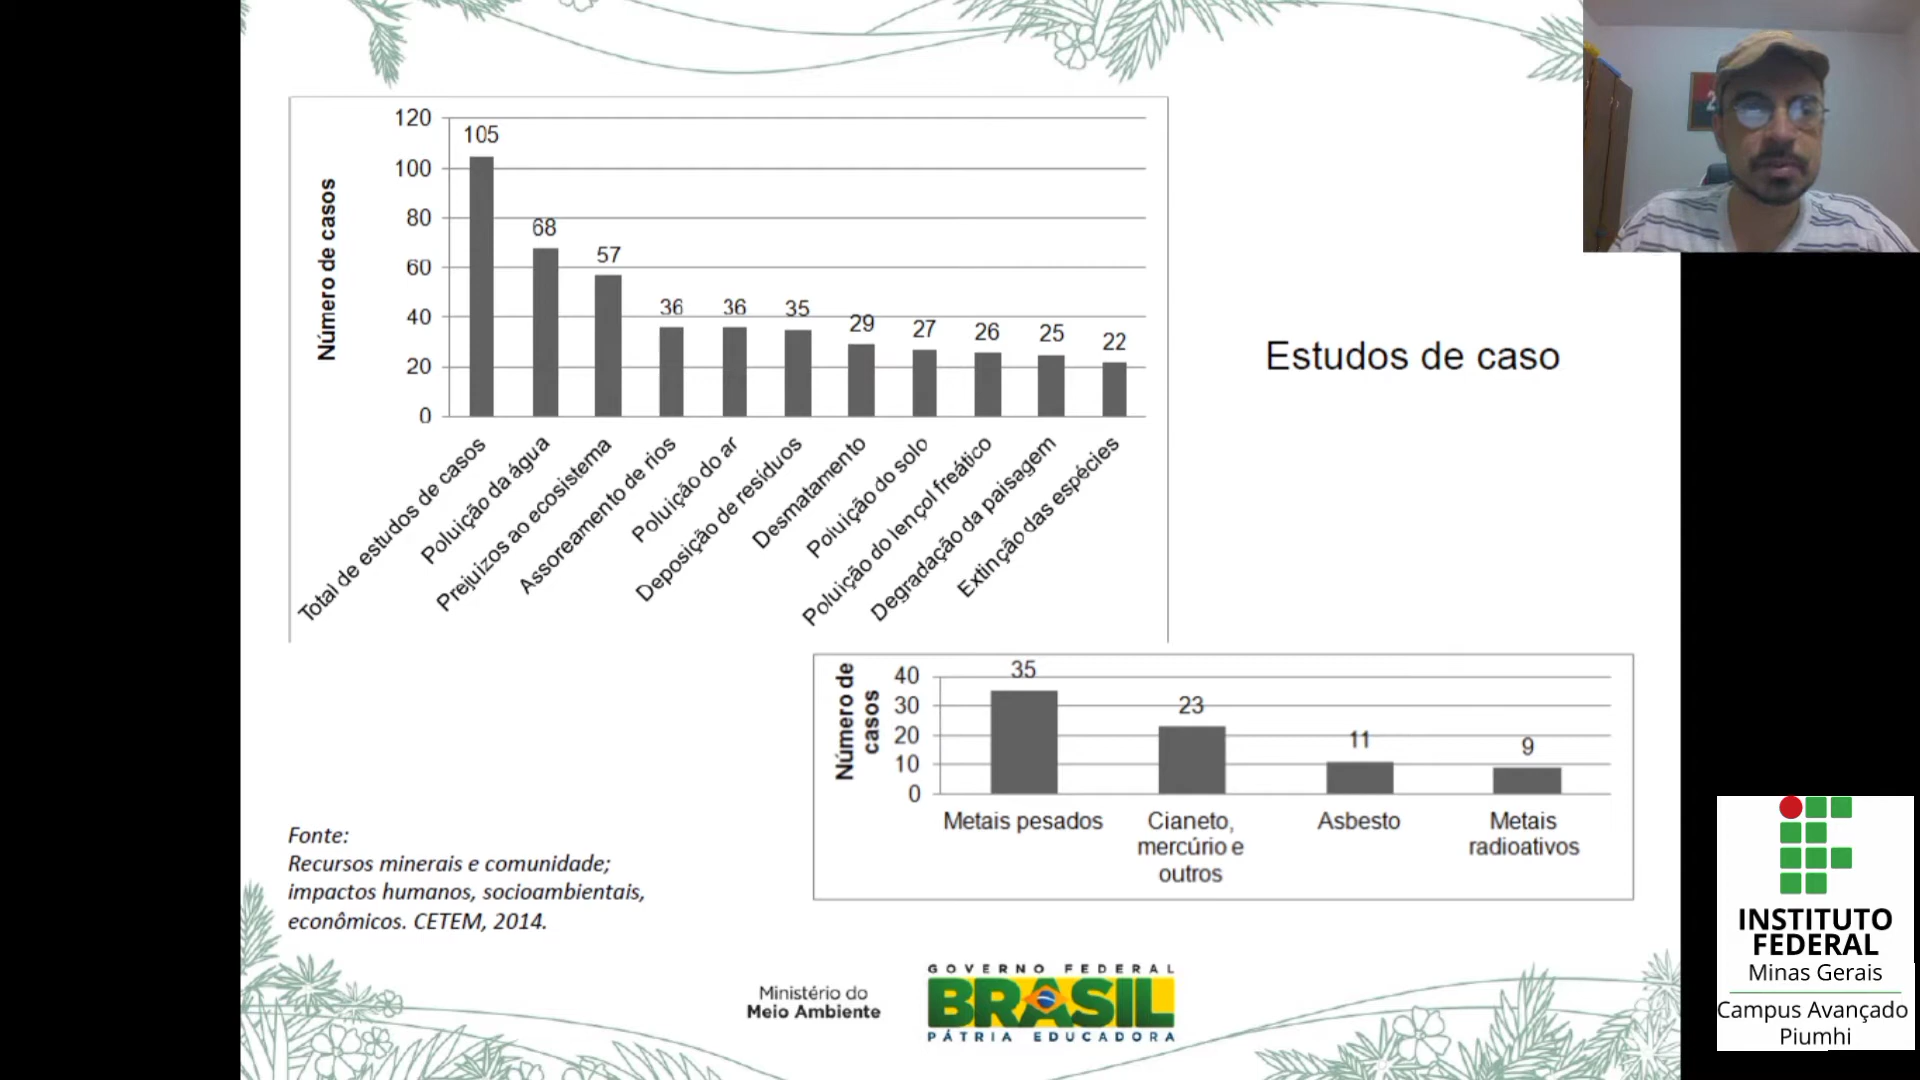 120
105
100
80
68
60
57
40
36
36
35
29
27
26
25
22
20
0
Número de casos
Total de estudos de casos
Poluição da água
Prejuízos ao ecosistema
Assoreamento de rios
Poluição do ar
Deposição de resíduos
Desmatamento
Poluição do solo
Poluição do lençol freático
Degradação da paisagem
Extinção das espécies
Estudos de caso
2
Número de
casos
40
30
20
10
0
35
23
11
9
Metais pesados
Cianeto,
mercúrio e
outros
Asbesto
Metais
radioativos
Fonte:
Recursos minerais e comunidade;
impactos humanos, socioambientais,
econômicos. CETEM, 2014.
Ministério do
Meio Ambiente
GOVERNO FEDERAL
BRASIL
PÁTRIA EDUCADORA
INSTITUTO
FEDERAL
Minas Gerais
Campus Avançado
Piumhi